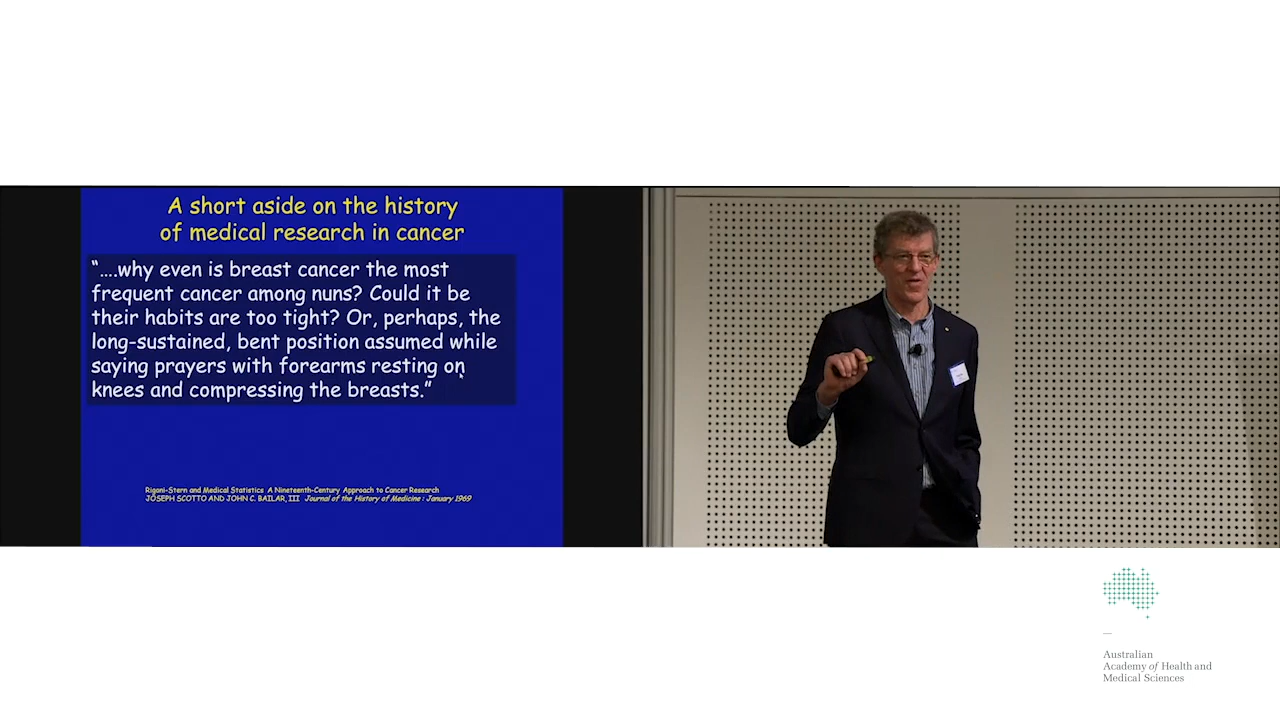 A short aside on the history
of medical research in cancer
“....why even is breast cancer the most
frequent cancer among nuns? Could it be
their habits are too tight? Or, perhaps, the
long-sustained, bent position assumed while
saying prayers with forearms resting on
knees and compressing the breasts.”
Rigoni-Stern and Medical Statistics A Nineteenth-Century Approach to Cancer Research
JOSEPH SCOTTO AND JOHN C. BAILAR, III Journal of the History of Medicine : January 1969
Australian
Academy of Health and
Medical Sciences